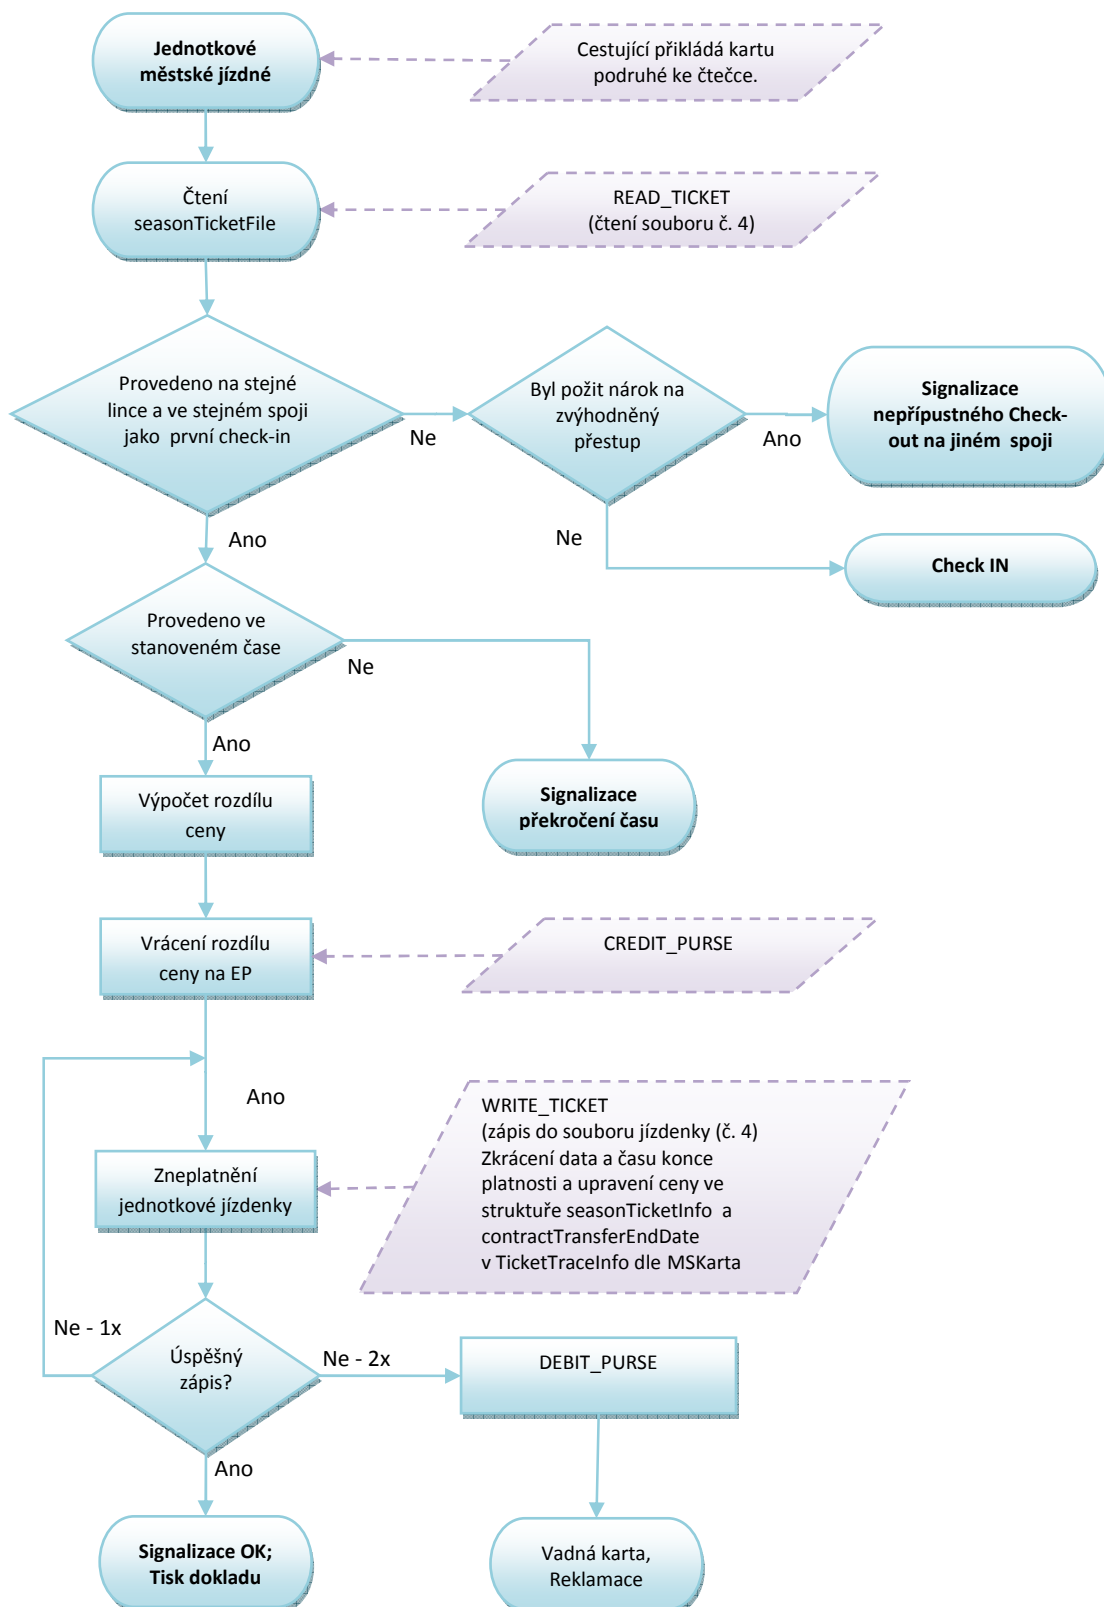 Jednotkové
městské jízdné
Cestující přikládá kartu
podruhé ke čtečce.
Čtení
seasonTicketFile
READ_TICKET
(čtení souboru č. 4)
Provedeno na stejné
lince a ve stejném spoji
jako první check-in
Ne
Byl požit nárok na
zvýhodněný
přestup
Ano
Signalizace
nepřípustného Check-
out na jiném spoji
Ano
Ne
Check IN
Provedeno ve
stanoveném čase
Ne
Ano
Výpočet rozdílu
ceny
Signalizace
překročení času
Vrácení rozdílu
ceny na EP
CREDIT_PURSE
Ano
Zneplatnění
jednotkové jízdenky
WRITE_TICKET
(zápis do souboru jízdenky (č. 4)
Zkrácení data a času konce
platnosti a upravení ceny ve
struktuře seasonTicketInfo a
contractTransferEndDate
v TicketTraceInfo dle MSKarta
Ne - 1x
Úspěšný
zápis?
Ne - 2x
DEBIT_PURSE
Ano
Signalizace OK;
Tisk dokladu
Vadná karta,
Reklamace